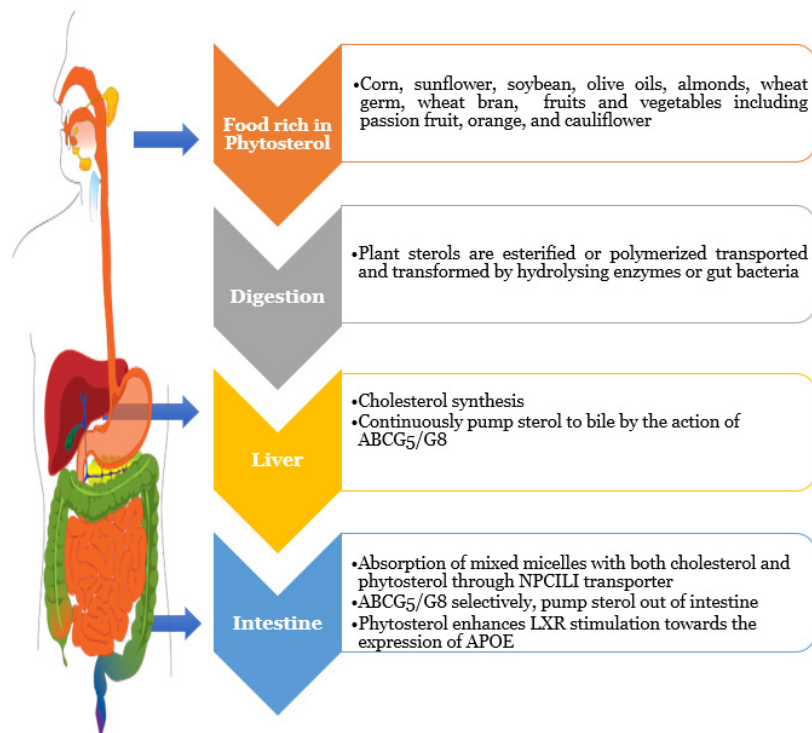 Food rich in
Phytosterol
•Corn, sunflower, soybean, olive oils, almonds, wheat
germ, wheat bran, fruits and vegetables including
passion fruit, orange, and cauliflower
Digestion
•Plant sterols are esterified or polymerized transported
and transformed by hydrolysing enzymes or gut bacteria
Liver
•Cholesterol synthesis
•Continuously pump sterol to bile by the action of
ABCG5/G8
Intestine
•Absorption of mixed micelles with both cholesterol and
phytosterol through NPCILI transporter
•ABCG5/G8 selectively, pump sterol out of intestine
•Phytosterol enhances LXR stimulation towards the
expression of APOE